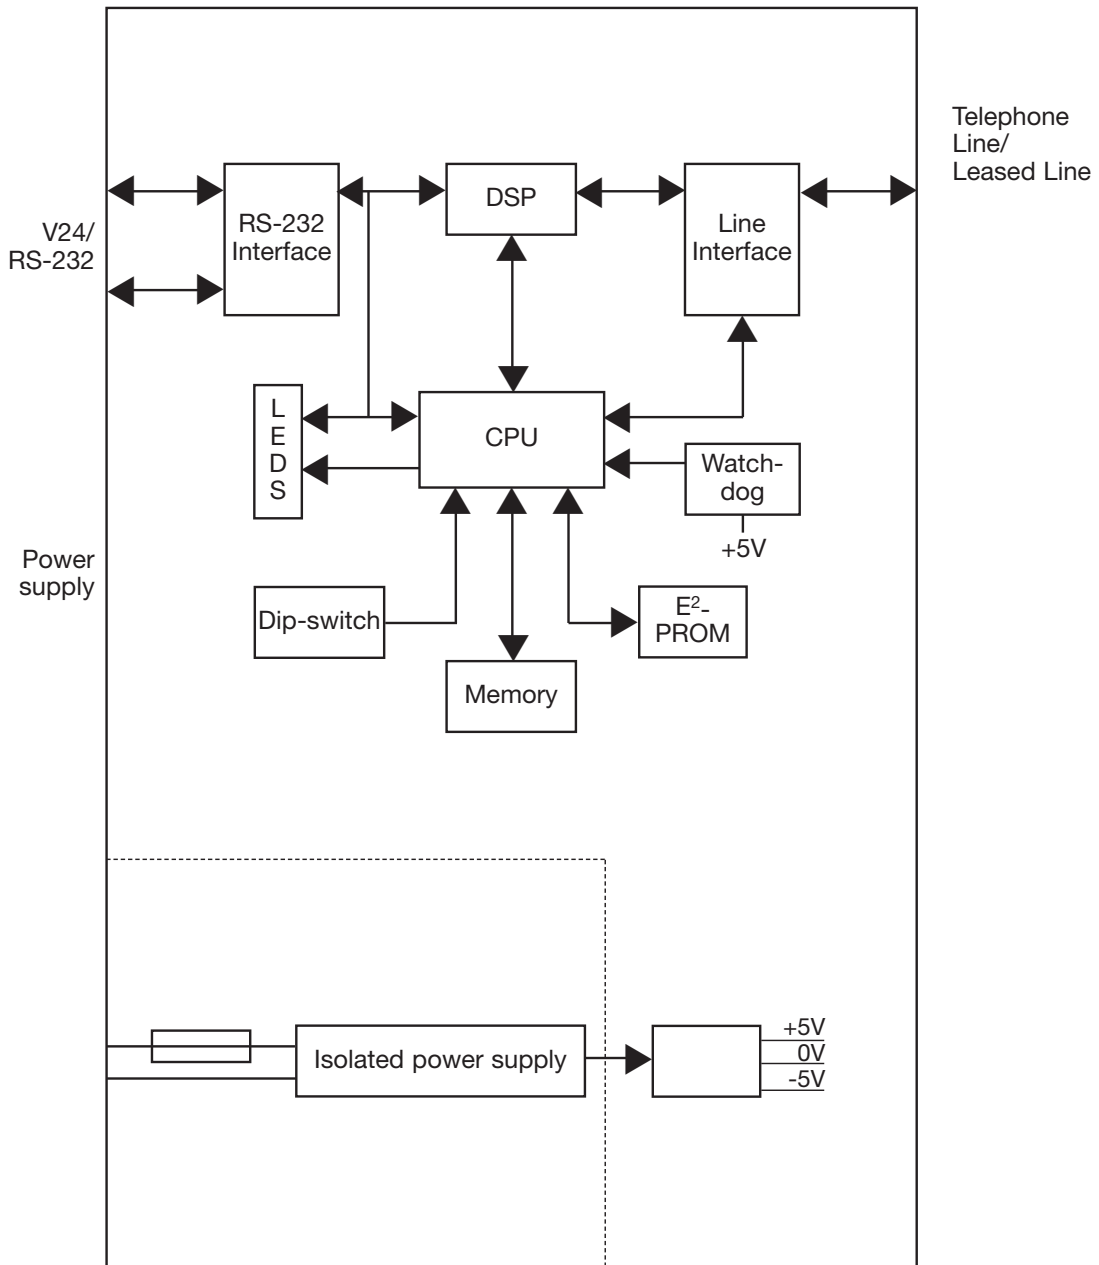 Telephone
Line/
Leased Line
V24/
RS-232
RS-232
Interface
DSP
Line
Interface
L
E
D
S
CPU
Watch-
dog
+5V
Power
supply
Dip-switch
E²-
PROM
Memory
Isolated power supply
+5V
0V
-5V